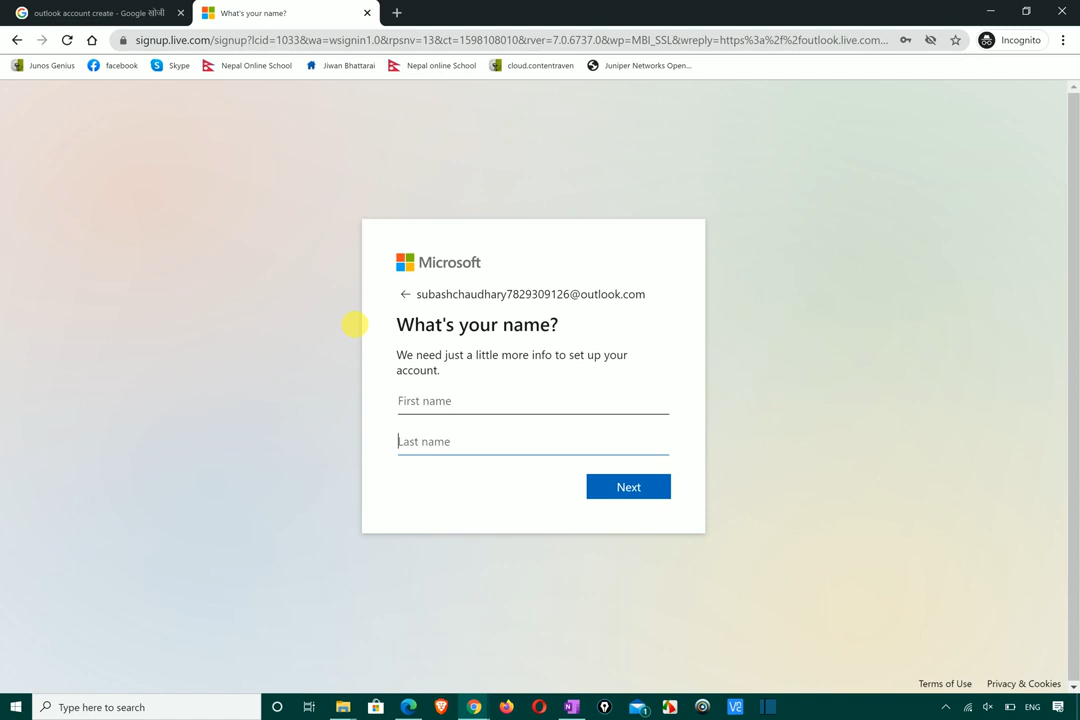 outlook account create - Google खोजी
What's your name?
signup.live.com/signup?lcid=1033&wa=wsignin1.0&rpsnv=13&ct=1598108010&rver=7.0.6737.0&wp=MBI_SSL&wreply=https%3a%2f%2foutlook.live.com...
Incognito
Junos Genius
facebook
Skype
Nepal Online School
Jiwan Bhattarai
Nepal online School
cloud.contentraven
Juniper Networks Open...
Microsoft
subashchaudhary7829309126@outlook.com
What's your name?
We need just a little more info to set up your
account.
First name
Last name
Next
Terms of Use
Privacy & Cookies
Type here to search
1
ENG